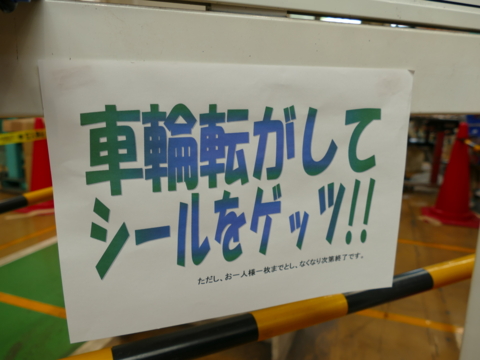 車輪転がして
シールをゲッツ!!
ただし、お一人様一枚までとし、なくなり次第終了です。